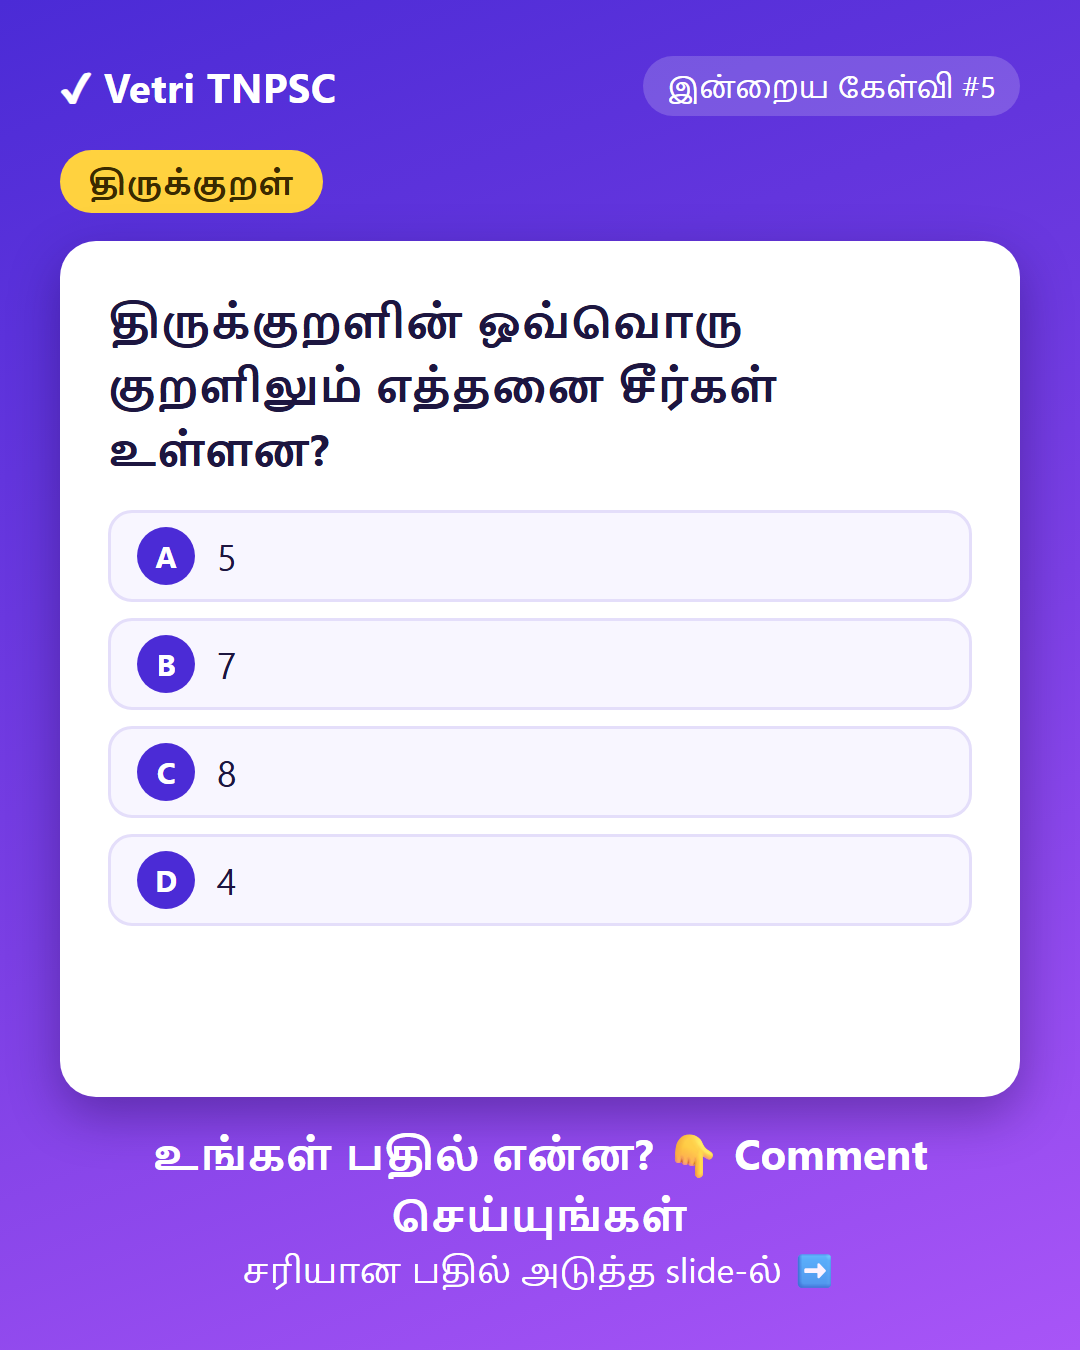 ✔ Vetri TNPSC
இன்றைய கேள்வி #5
திருக்குறள்
திருக்குறளின் ஒவ்வொரு
குறளிலும் எத்தனை சீர்கள்
உள்ளன?
A 5
B 7
C 8
D 4
உங்கள் பதில் என்ன? 👇 Comment
செய்யுங்கள்
சரியான பதில் அடுத்த slide-ல் ➡️